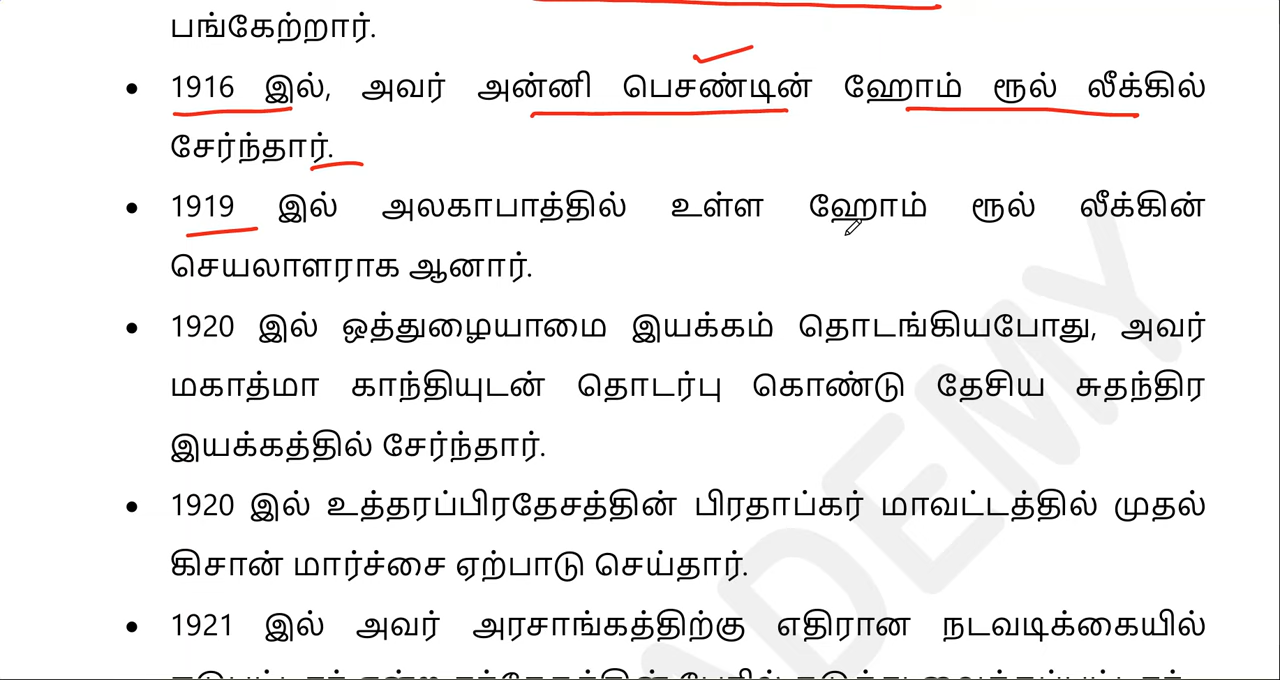 பங்கேற்றார்.
• 1916 இல், அவர் அன்னி பெசண்டின் ஹோம் ரூல் லீக்கில்
சேர்ந்தார்.
• 1919 இல் அலகாபாத்தில் உள்ள ஹோம் ரூல் லீக்கின்
செயலாளராக ஆனார்.
• 1920 இல் ஒத்துழையாமை இயக்கம் தொடங்கியபோது, அவர்
மகாத்மா காந்தியுடன் தொடர்பு கொண்டு தேசிய சுதந்திர
இயக்கத்தில் சேர்ந்தார்.
• 1920 இல் உத்தரப்பிரதேசத்தின் பிரதாப்கர் மாவட்டத்தில் முதல்
கிசான் மார்ச்சை ஏற்பாடு செய்தார்.
• 1921 இல் அவர் அரசாங்கத்திற்கு எதிரான நடவடிக்கையில்
ADEMY